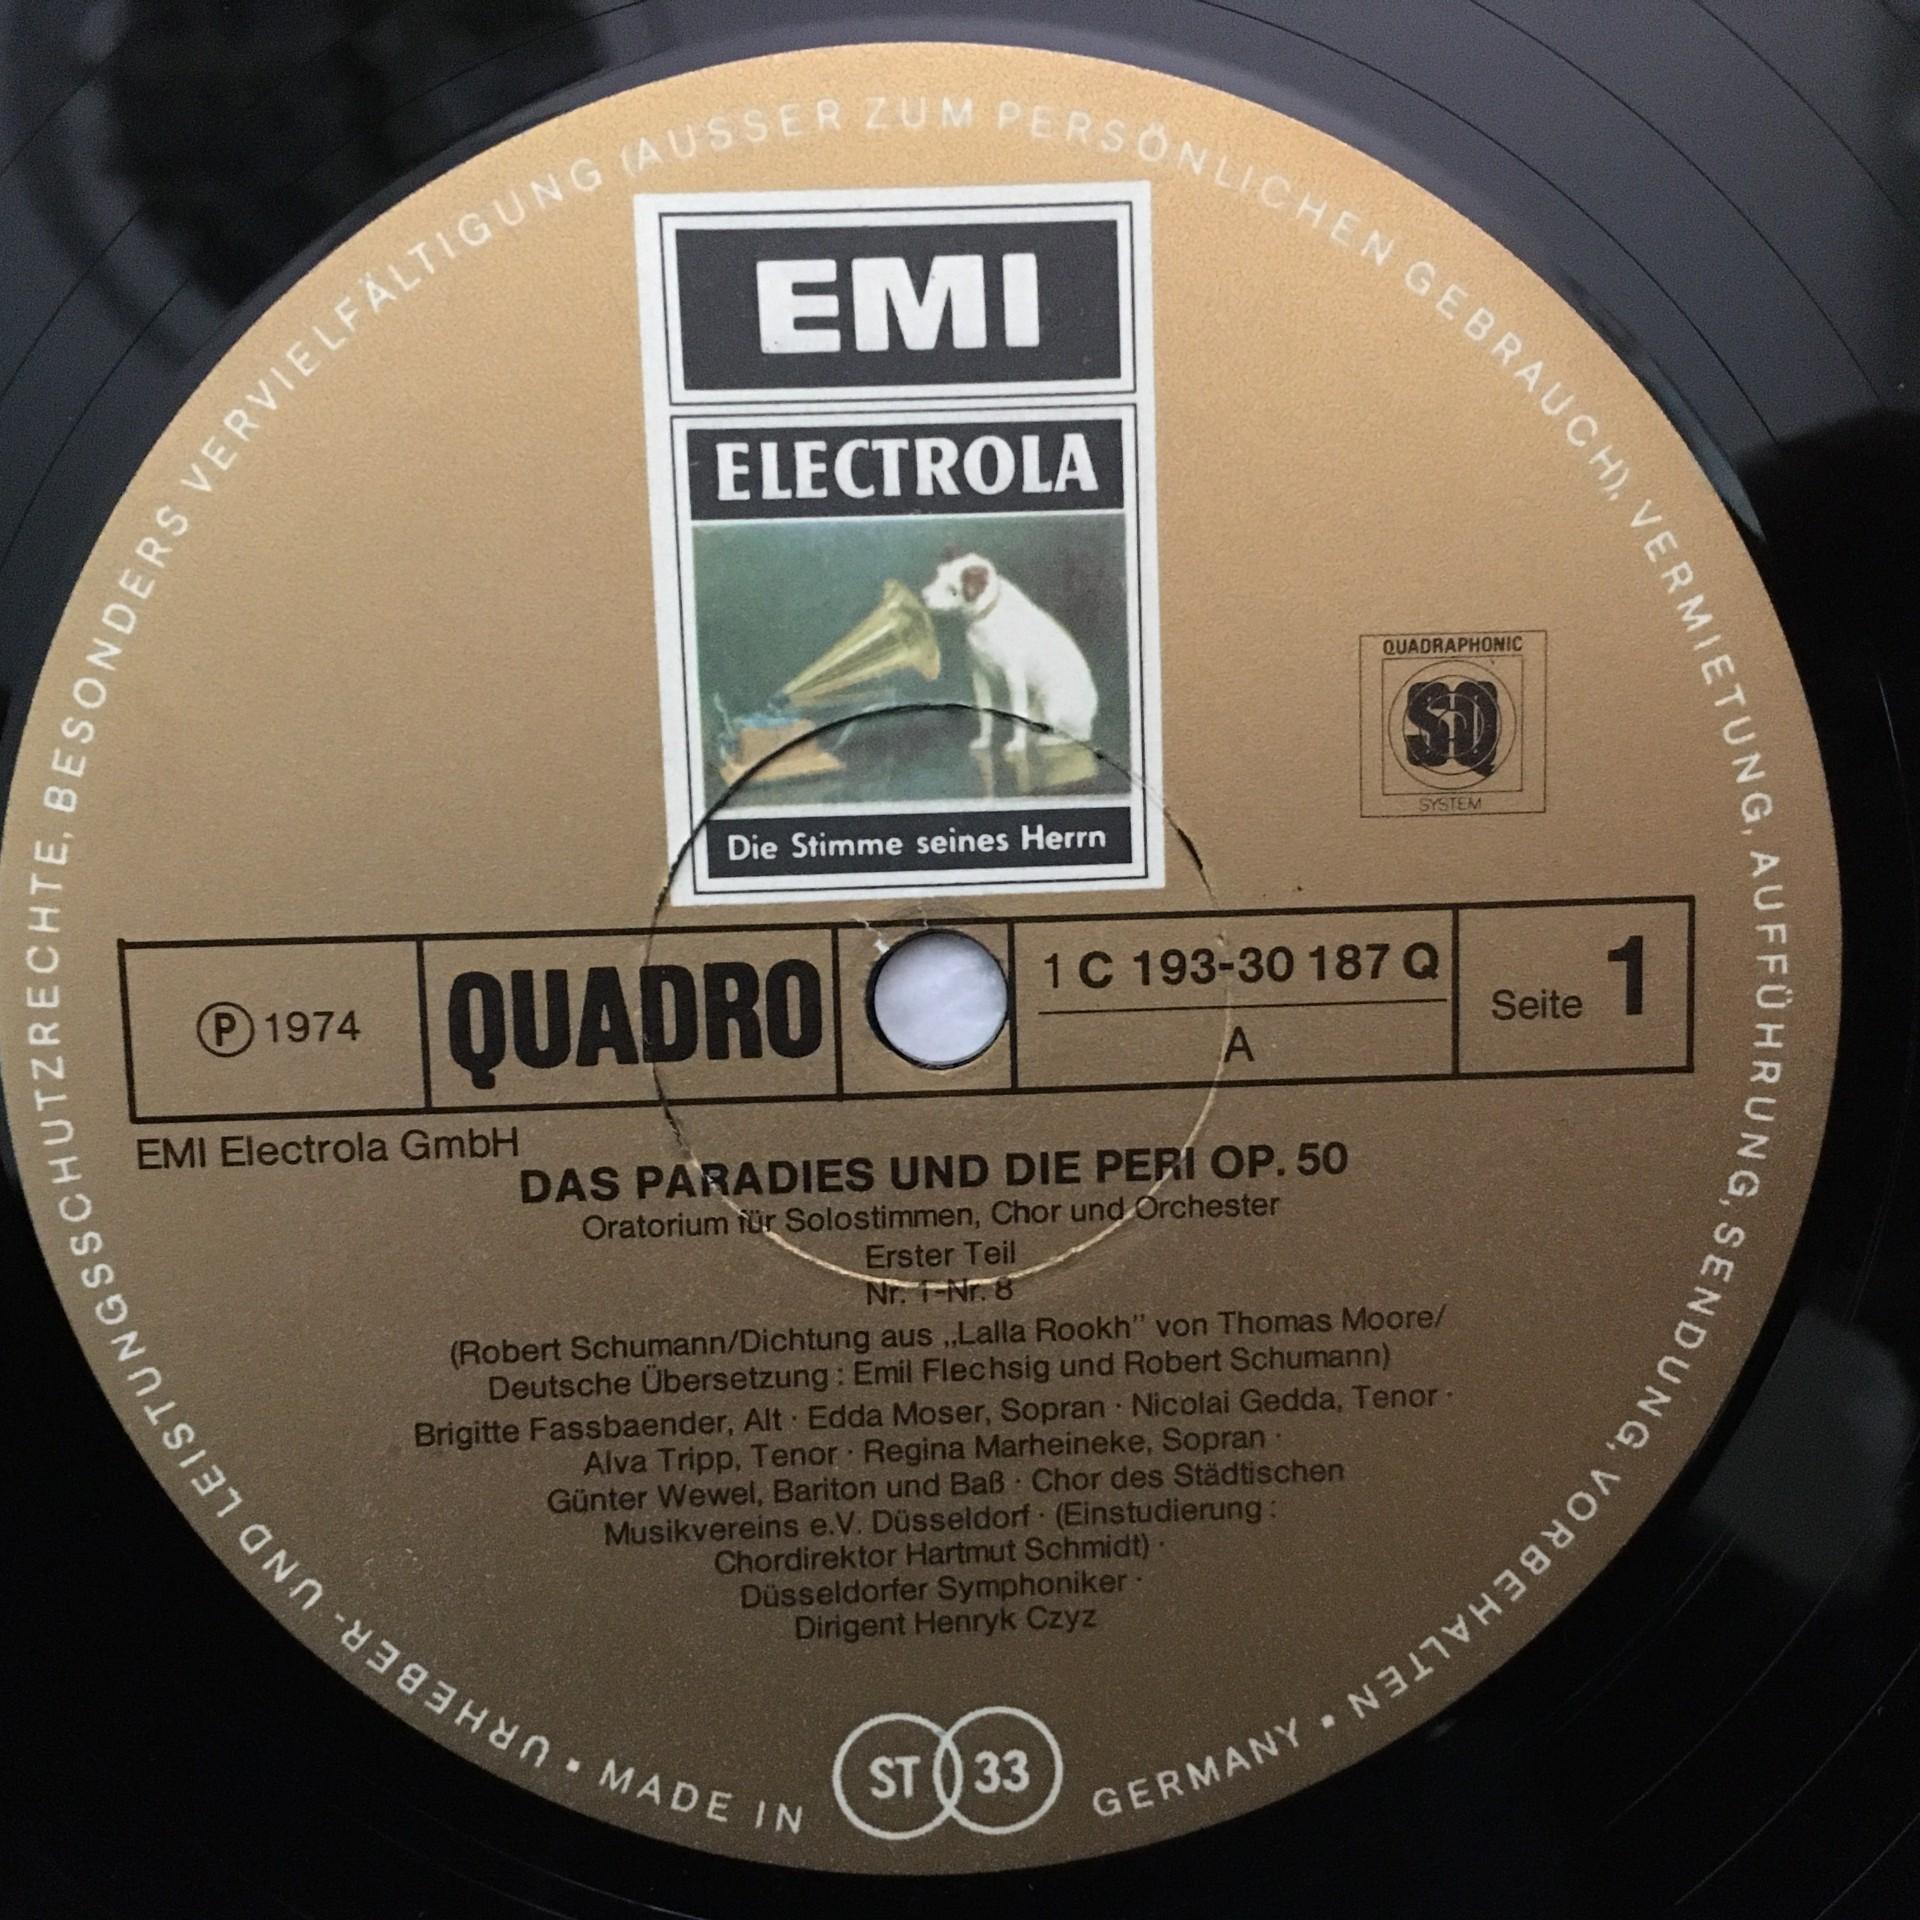 URHEBER- UND LEISTUNGSSCHUTZRECHTE, BESONDERS VERVIELFÄLTIGUNG (AUSSER ZUM PERSÖNLICHEN GEBRAUCH), VERMIETUNG, AUFFÜHRUNG, SENDUNG, VORBEHALTEN
EMI
ELECTROLA
Die Stimme seines Herrn
QUADRAPHONIC
SQ
SYSTEM
Ⓟ 1974
QUADRO
1 C 193-30 187 Q
A
Seite 1
EMI Electrola GmbH
DAS PARADIES UND DIE PERI OP. 50
Oratorium für Solostimmen, Chor und Orchester
Erster Teil
Nr. 1-Nr. 8
(Robert Schumann/Dichtung aus „Lalla Rookh” von Thomas Moore/
Deutsche Übersetzung : Emil Flechsig und Robert Schumann)
Brigitte Fassbaender, Alt · Edda Moser, Sopran · Nicolai Gedda, Tenor ·
Alva Tripp, Tenor · Regina Marheineke, Sopran ·
Günter Wewel, Bariton und Baß · Chor des Städtischen
Musikvereins e.V. Düsseldorf · (Einstudierung :
Chordirektor Hartmut Schmidt) ·
Düsseldorfer Symphoniker ·
Dirigent Henryk Czyz
• MADE IN ST 33 GERMANY •